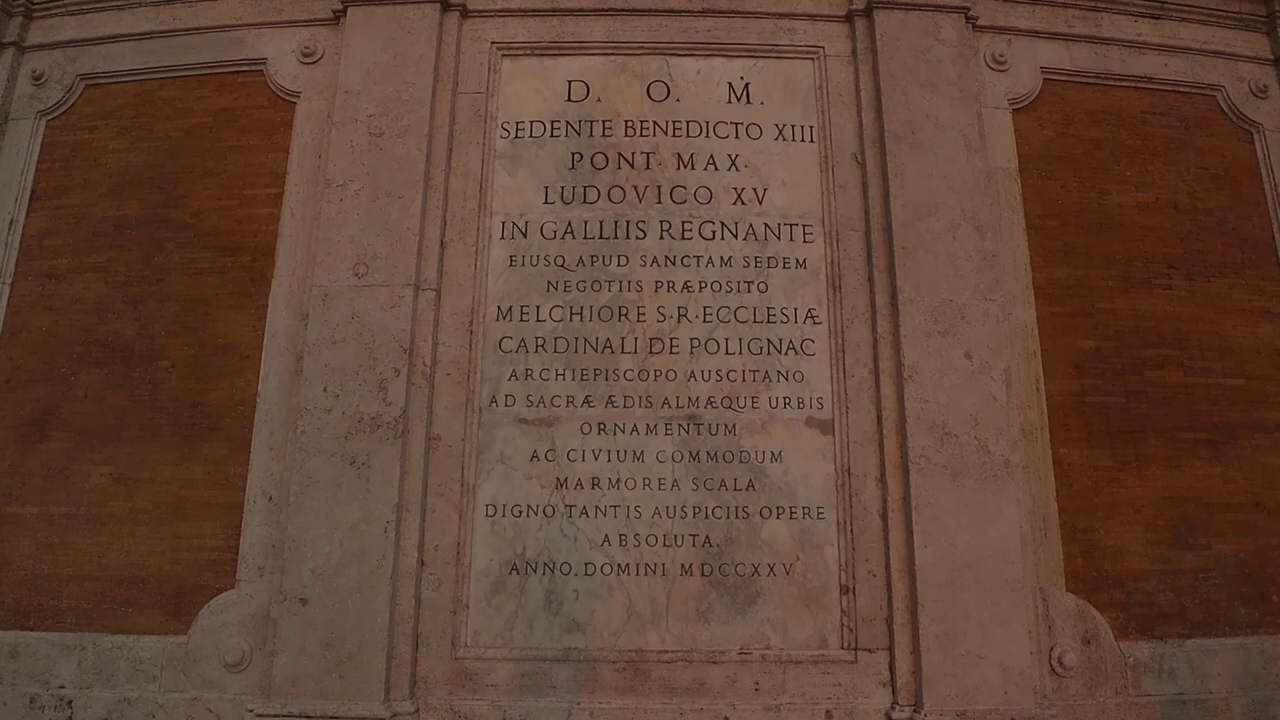 D. O. M.
SEDENTE BENEDICTO XIII
PONT· MAX·
LUDOVICO XV
IN GALLIIS REGNANTE
EIUSQ APUD SANCTAM SEDEM
NEGOTIIS PRÆPOSITO
MELCHIORE S·R·ECCLESIÆ
CARDINALI DE POLIGNAC
ARCHIEPISCOPO AUSCITANO
AD SACRÆ ÆDIS ALMÆQUE URBIS
ORNAMENTUM
AC CIVIUM COMMODUM
MARMOREA SCALA
DIGNO TANTIS AUSPICIIS OPERE
ABSOLUTA.
ANNO.DOMINI MDCCXXV